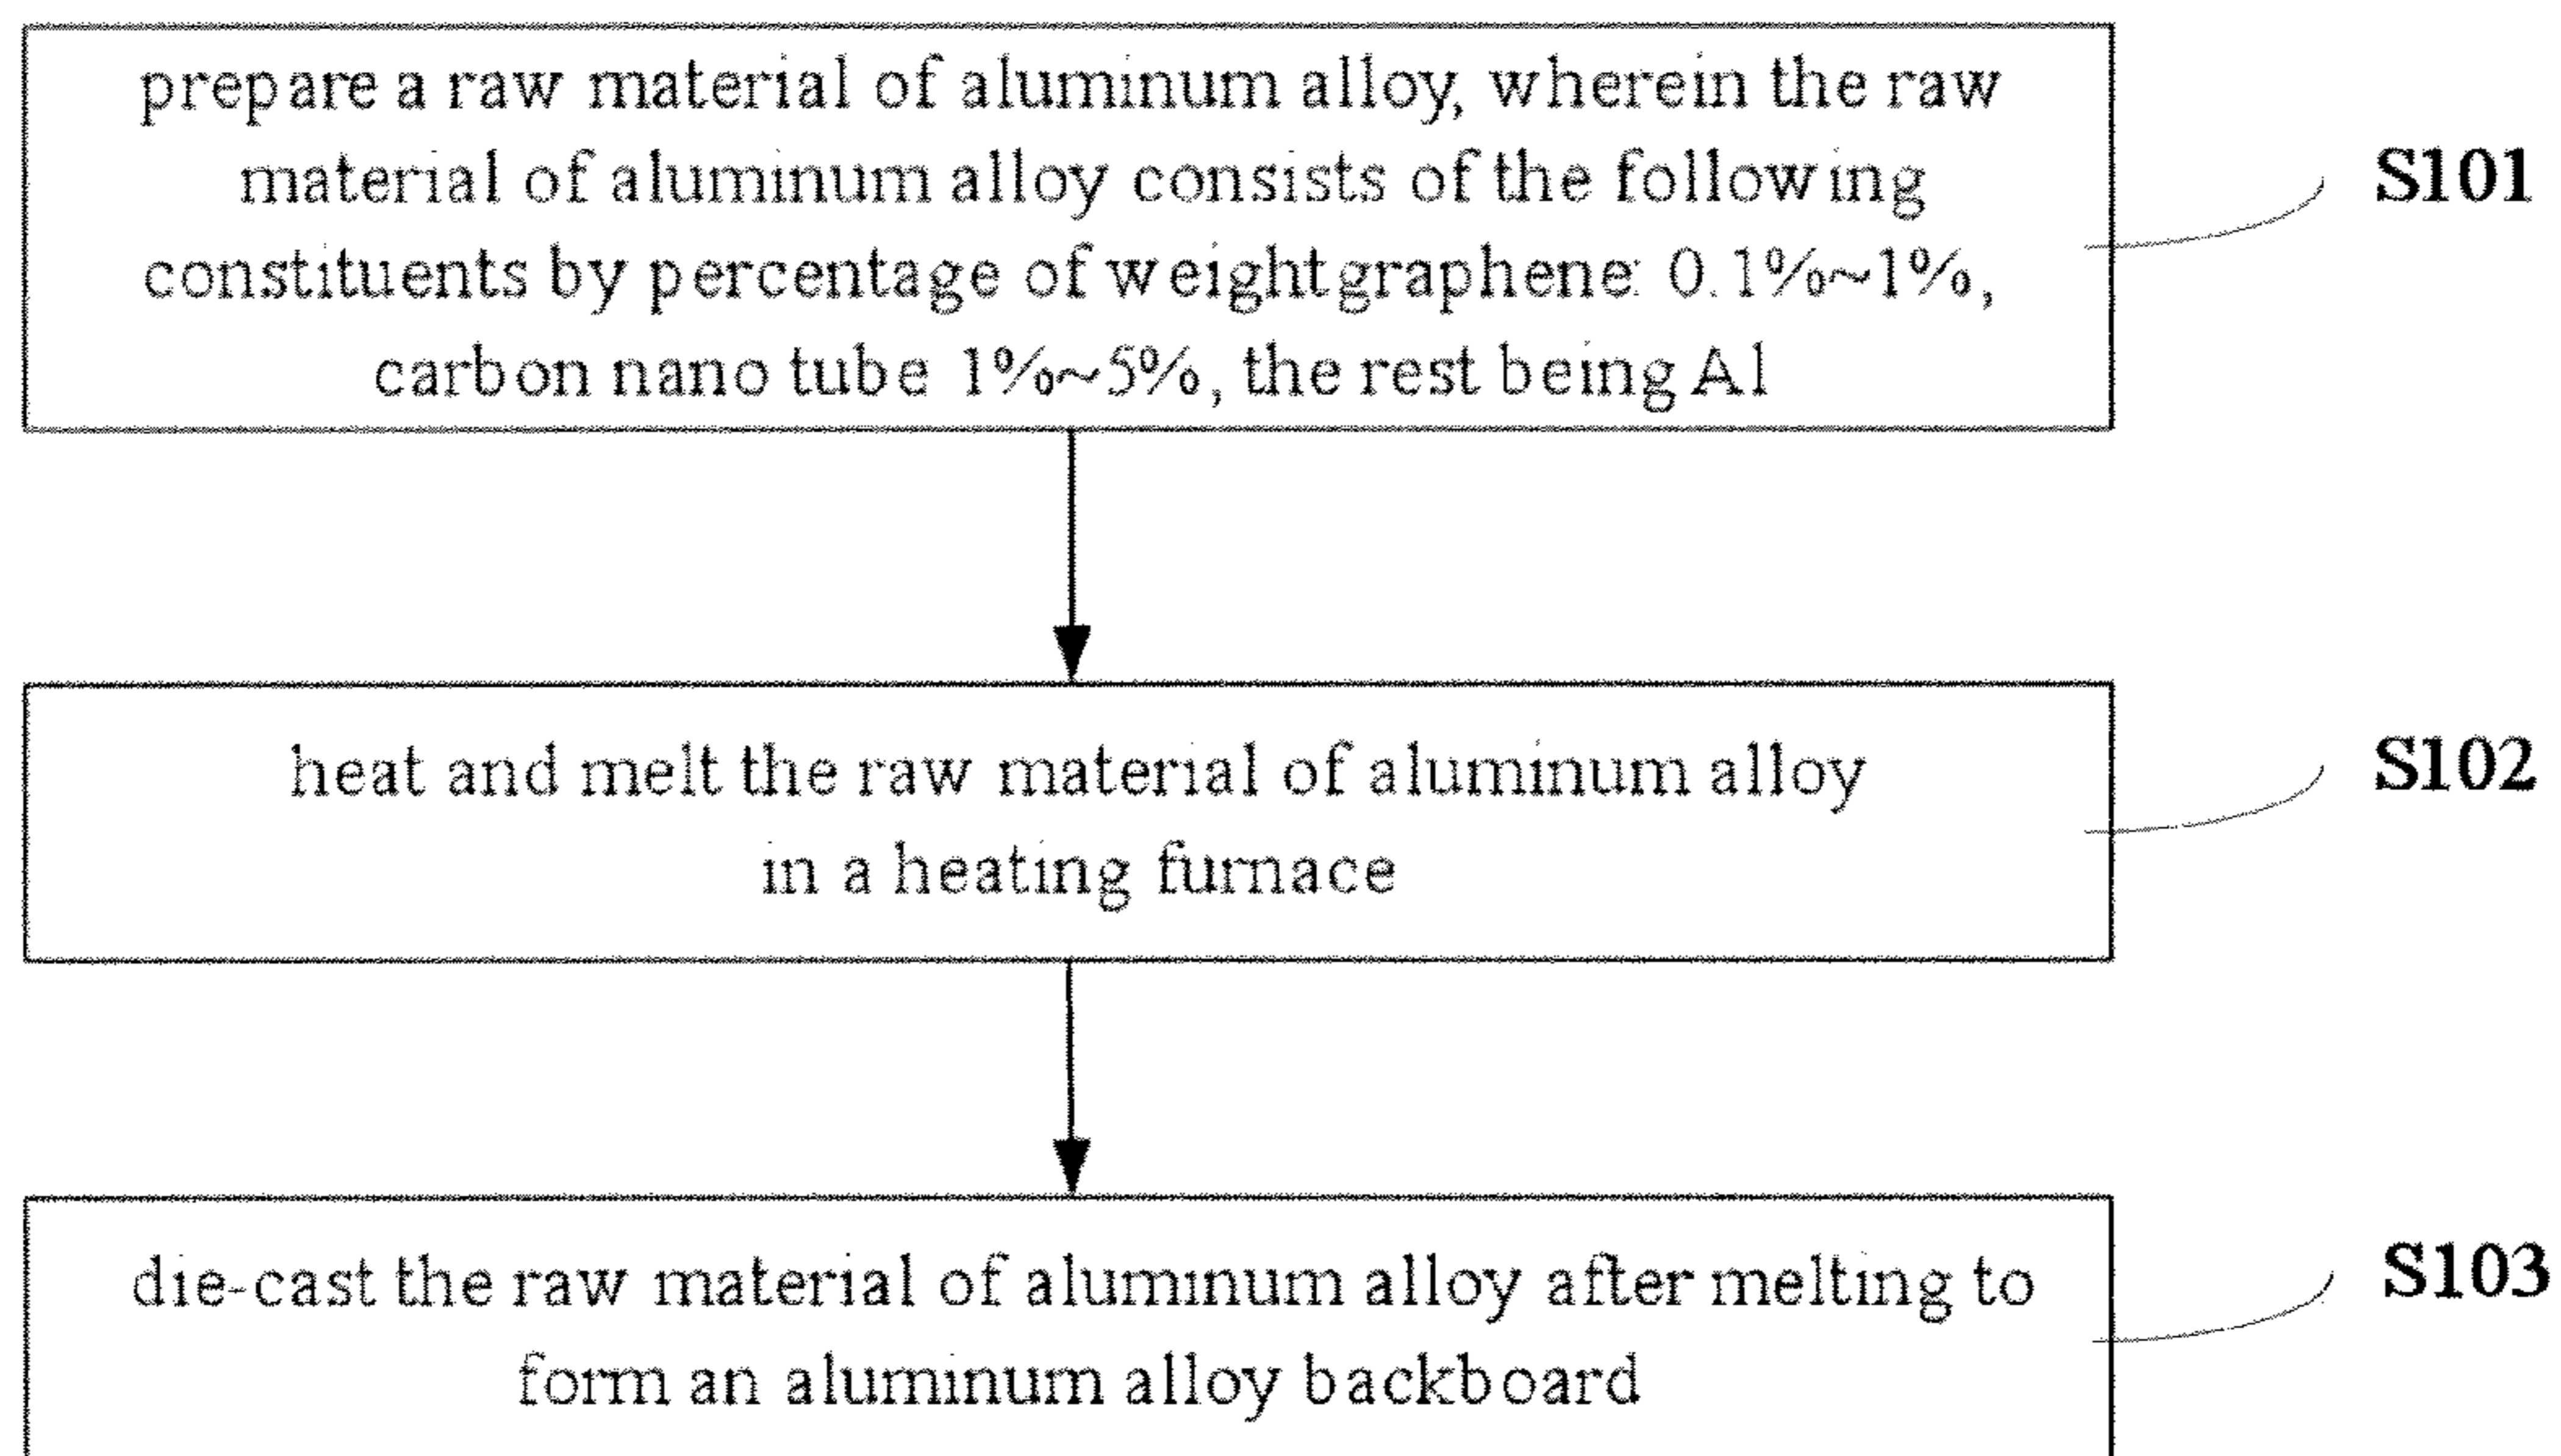 prepare a raw material of aluminum alloy, wherein the raw
material of aluminum alloy consists of the following
constituents by percentage of weight graphene: 0.1%~1%,
carbon nano tube 1%~5%, the rest being Al
S101
heat and melt the raw material of aluminum alloy
in a heating furnace
S102
die-cast the raw material of aluminum alloy after melting to
form an aluminum alloy backboard
S103